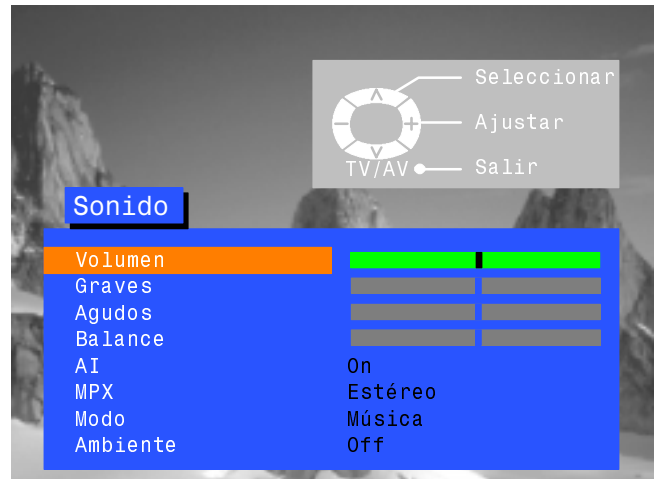 Seleccionar
Ajustar
TV/AV Salir
Sonido
Volumen
Graves
Agudos
Balance
AI On
MPX Estéreo
Modo Música
Ambiente Off